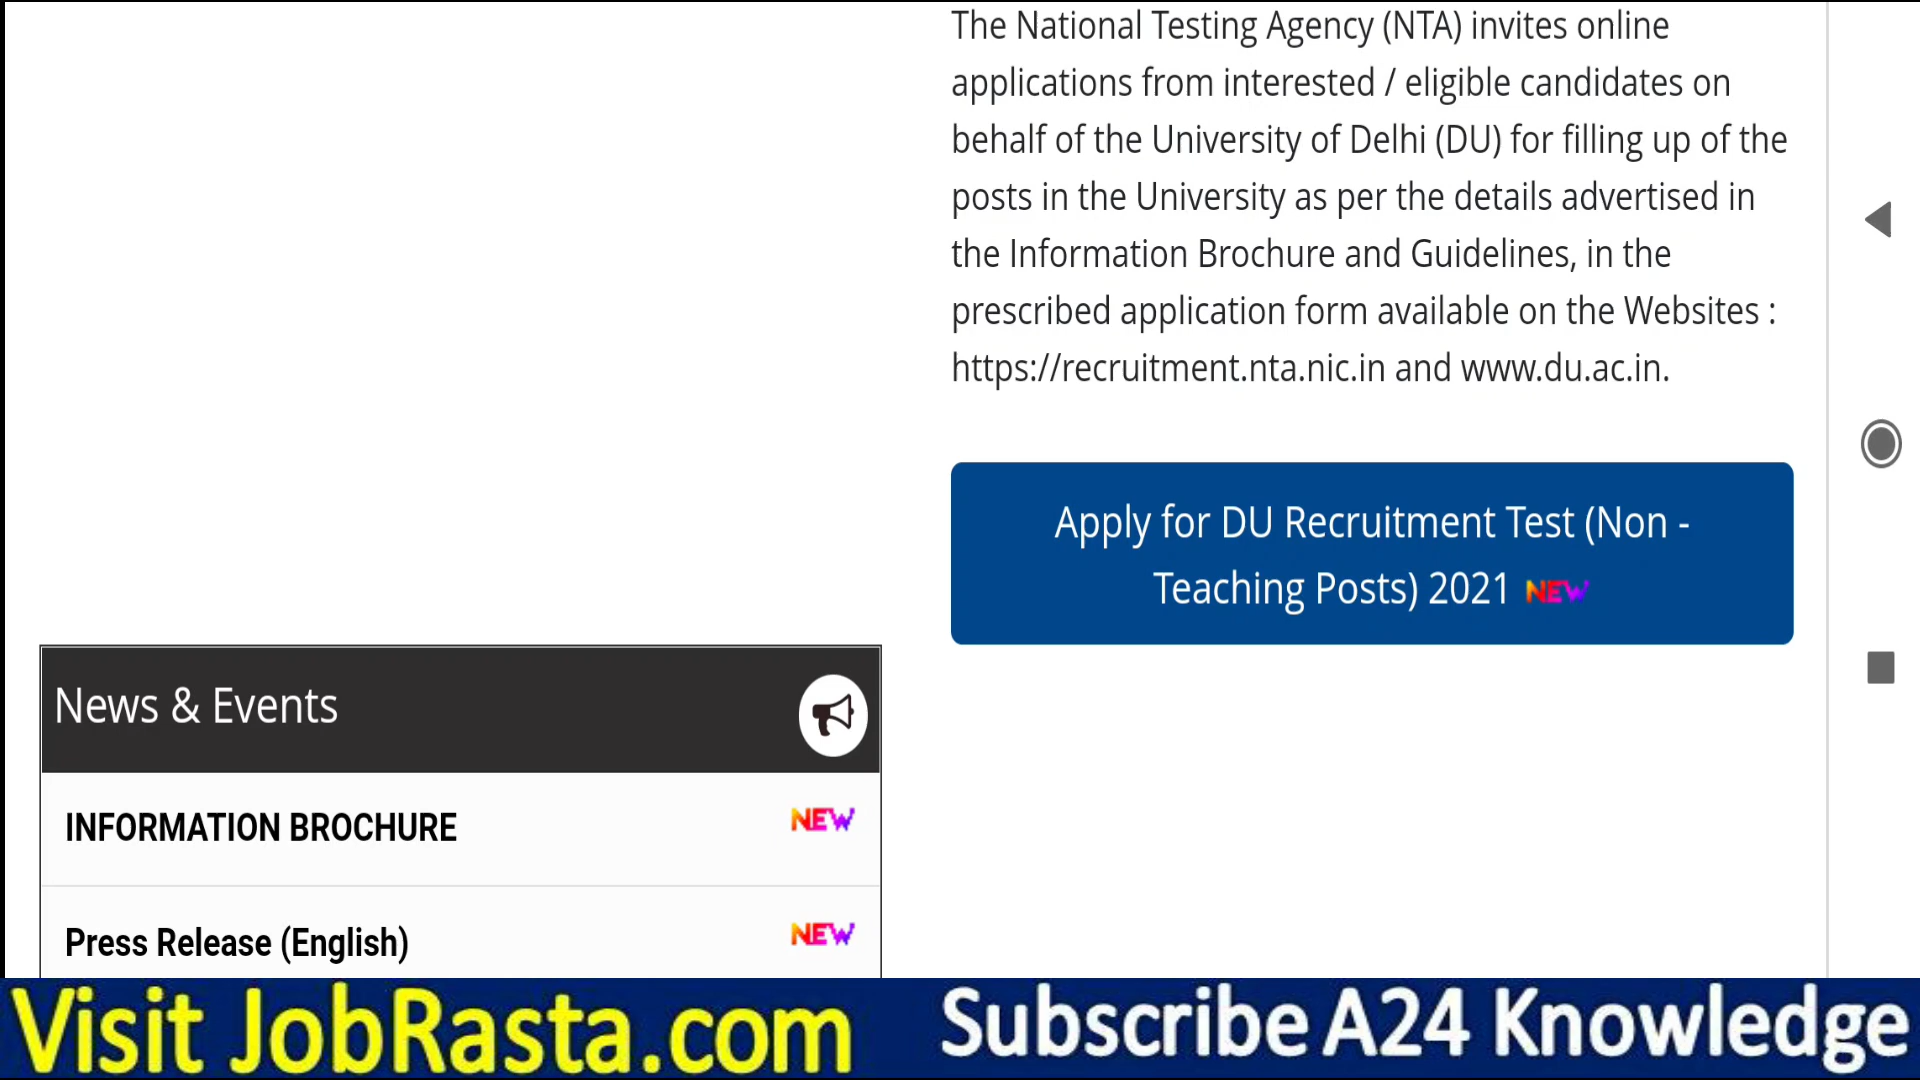 The National Testing Agency (NTA) invites online
applications from interested / eligible candidates on
behalf of the University of Delhi (DU) for filling up of the
posts in the University as per the details advertised in
the Information Brochure and Guidelines, in the
prescribed application form available on the Websites :
https://recruitment.nta.nic.in and www.du.ac.in.
Apply for DU Recruitment Test (Non -
Teaching Posts) 2021 NEW
News & Events
INFORMATION BROCHURE NEW
Press Release (English) NEW
Visit JobRasta.com Subscribe A24 Knowledge